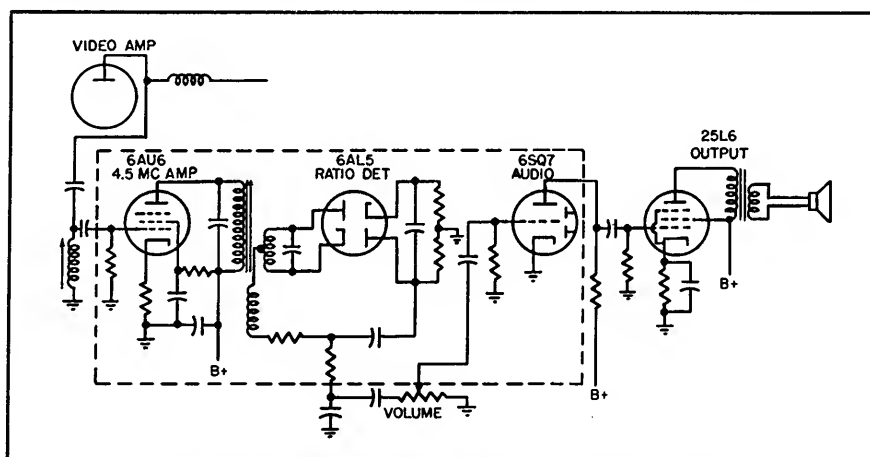 VIDEO AMP
6AU6
4.5 MC AMP
6AL5
RATIO DET
6SQ7
AUDIO
25L6
OUTPUT
B+
B+
B+
VOLUME